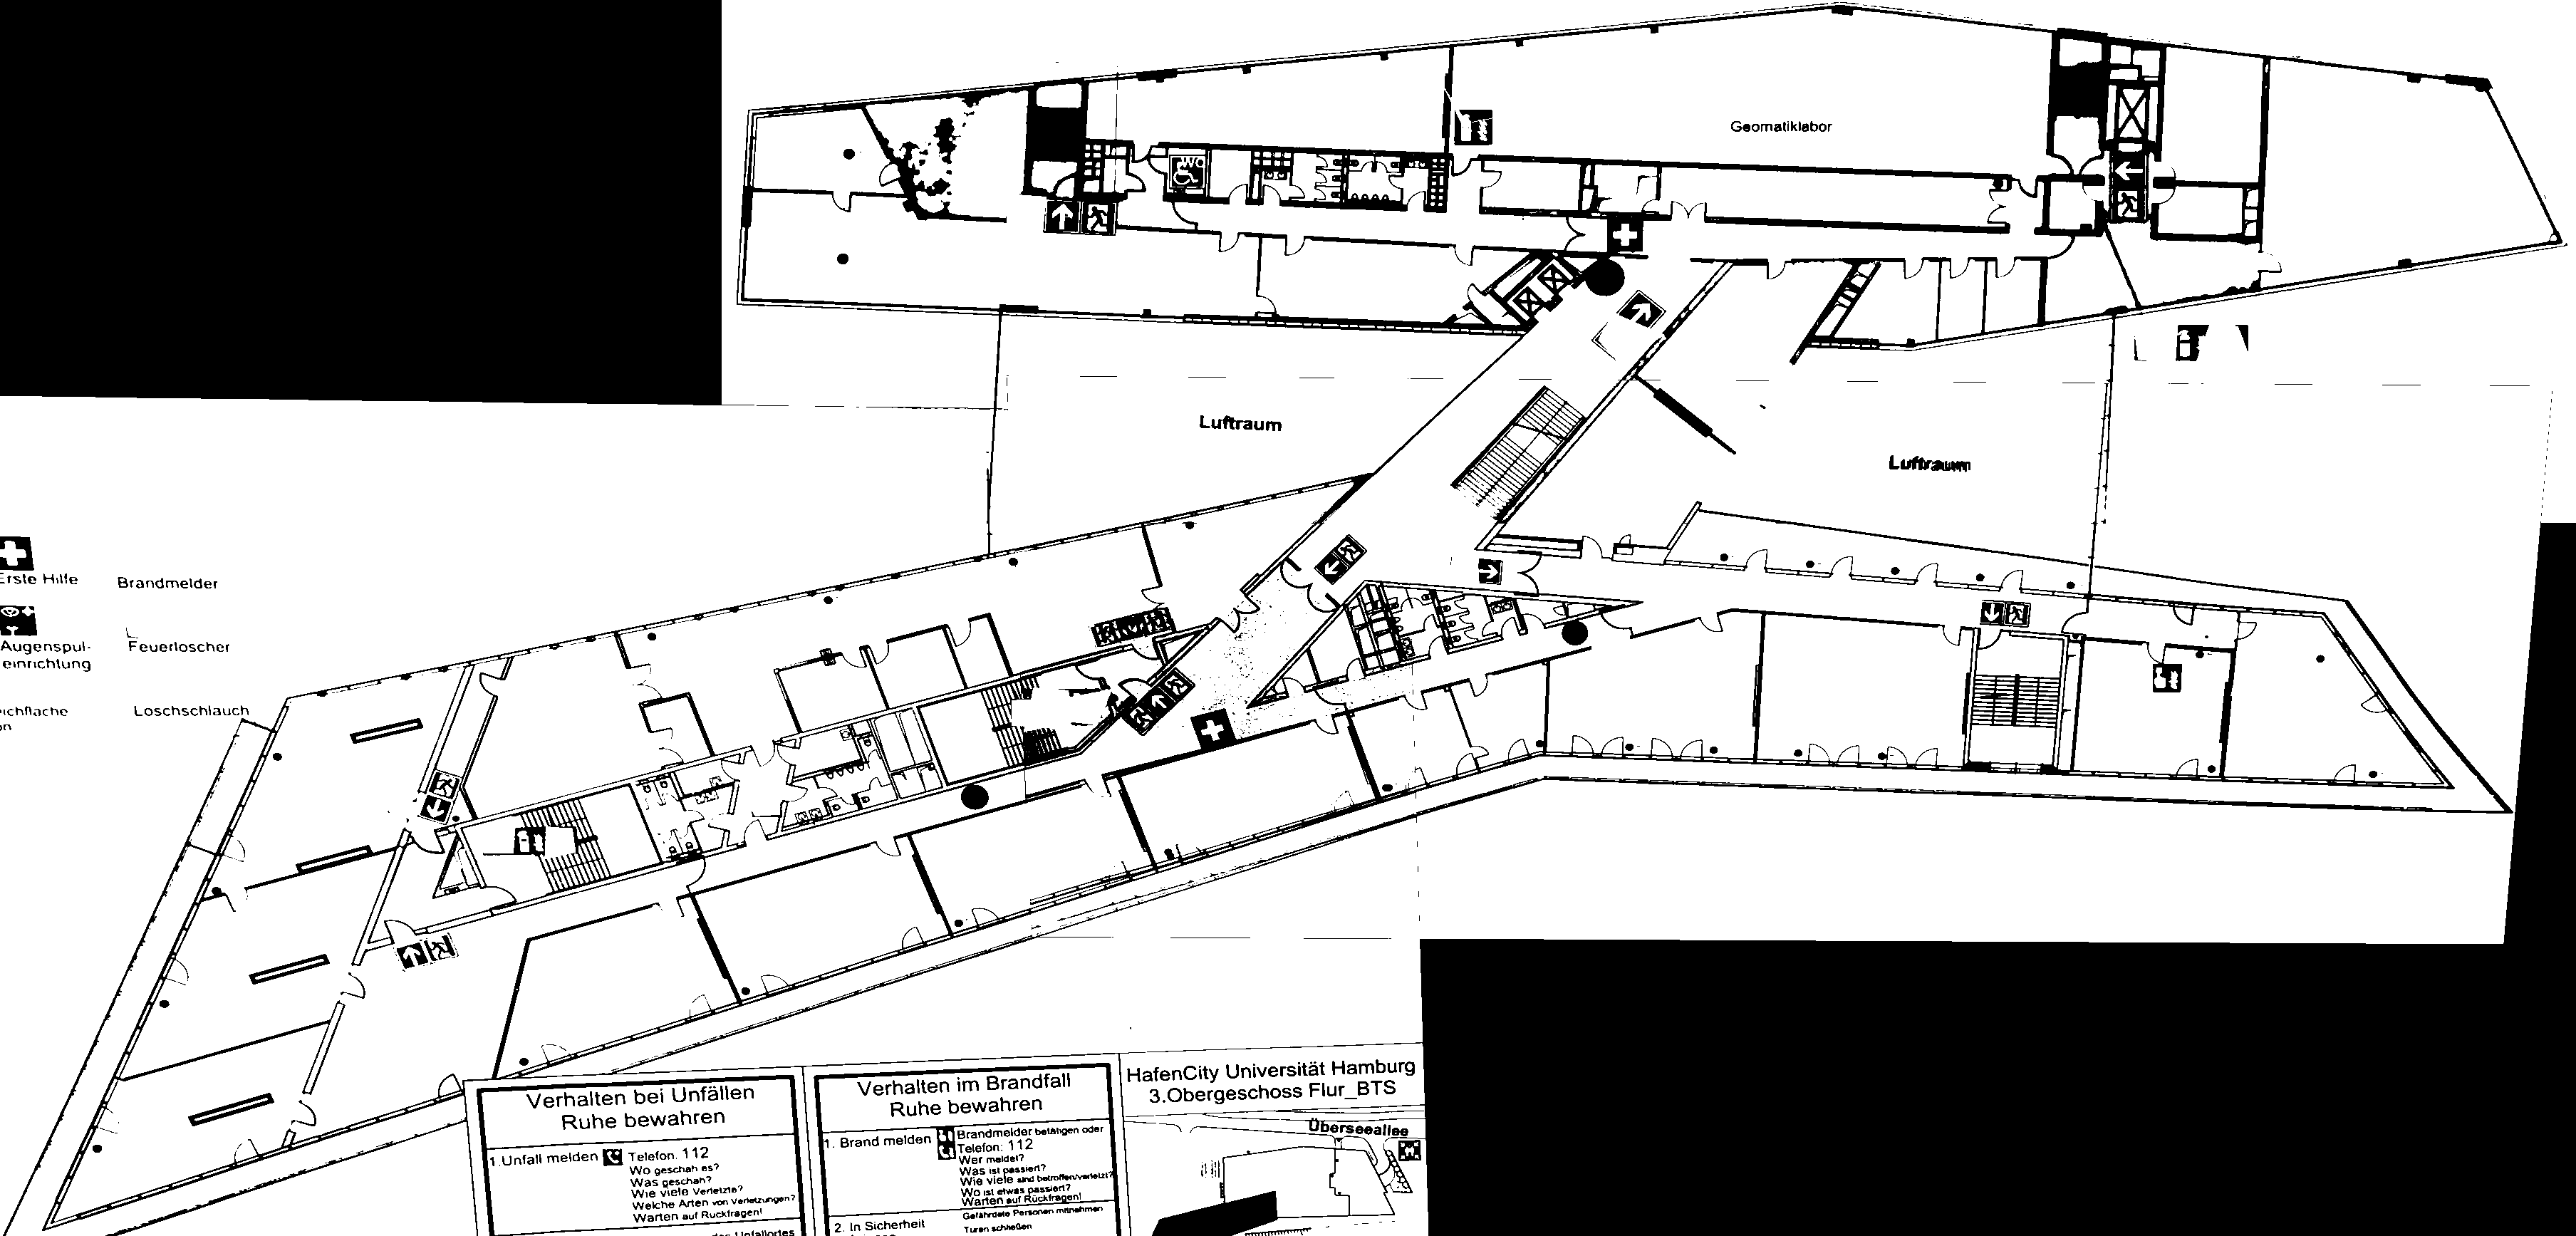 WC
Geomatiklabor
Luftraum
Luftraum
Erste Hilfe
Brandmelder
Augenspul-
einrichtung
Feuerloscher
Loschschlauch
Verhalten bei Unfällen
Ruhe bewahren
1.Unfall melden
Telefon. 112
Wo geschah es?
Was geschah?
Wie viele Verletzte?
Welche Arten von Verletzungen?
Warten auf Ruckfragen!
Unfallortes
Verhalten im Brandfall
Ruhe bewahren
1. Brand melden
Brandmelder betätigen oder
Telefon: 112
Wer meldet?
Was ist passiert?
Wie viele sind betroffen/verletzt?
Wo ist etwas passiert?
Warten auf Rückfragen!
2. In Sicherheit
Gefährdete Personen mitnehmen
Turen schließen
HafenCity Universität Hamburg
3.Obergeschoss Flur_BTS
Überseeallee